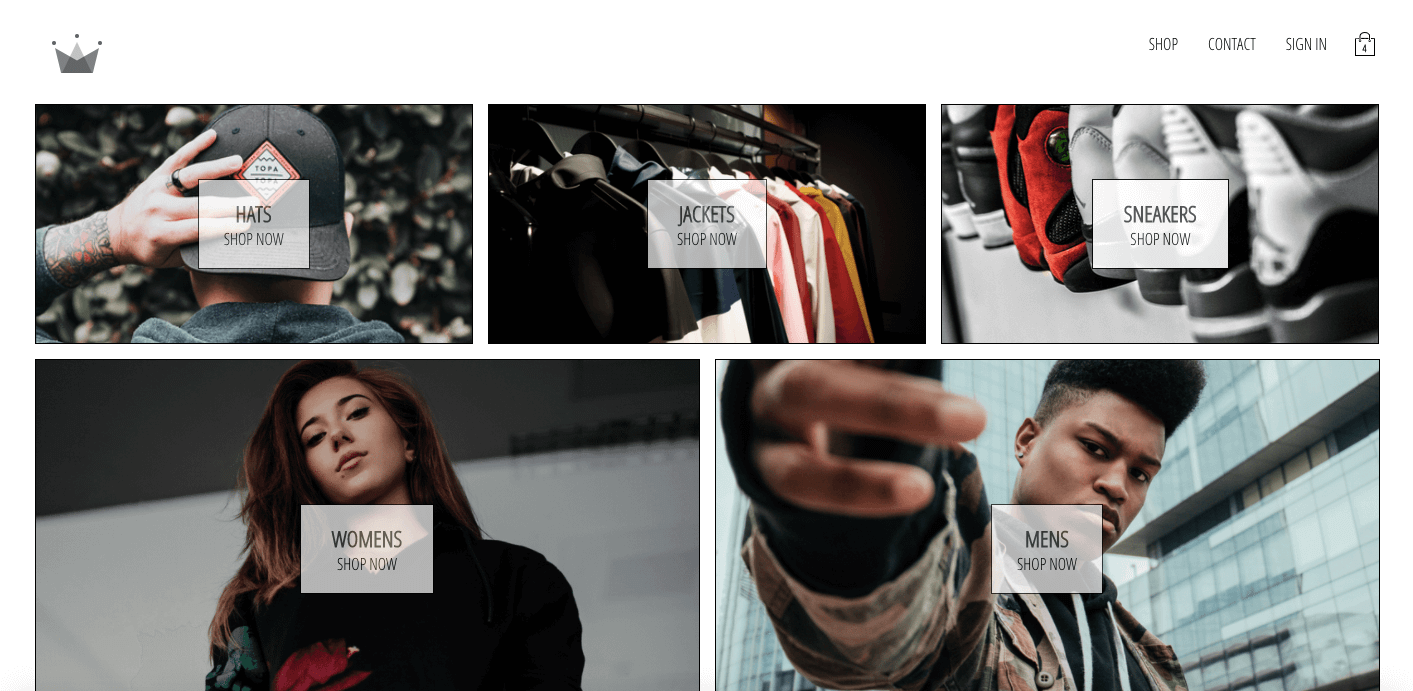 SHOP
CONTACT
SIGN IN
4
TOPA
TOPA
HATS
SHOP NOW
JACKETS
SHOP NOW
SNEAKERS
SHOP NOW
WOMENS
SHOP NOW
MENS
SHOP NOW